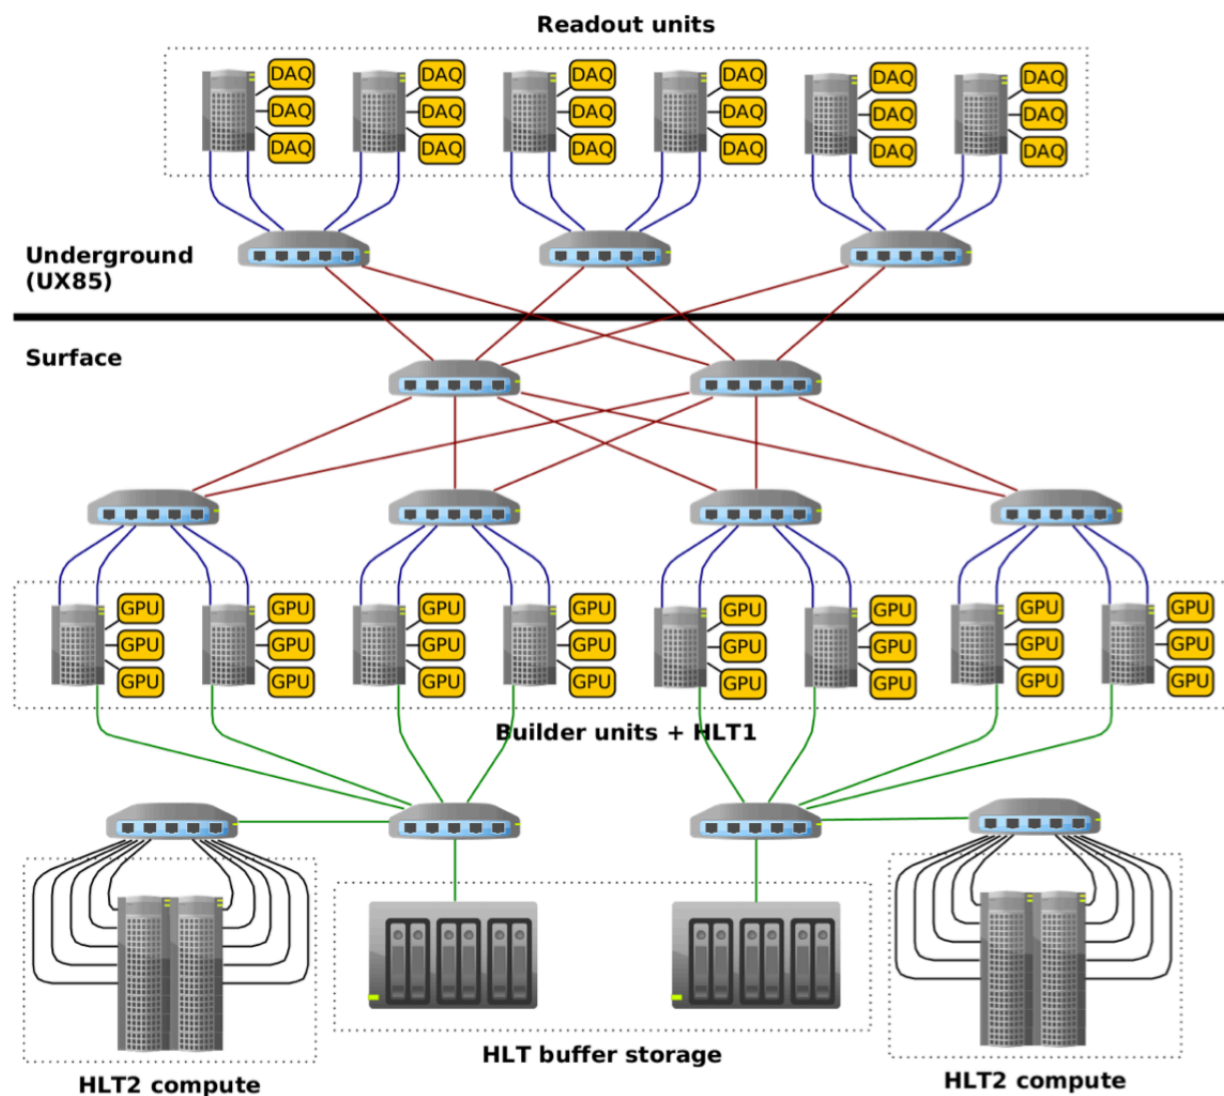 Readout units
DAQ DAQ DAQ DAQ DAQ DAQ
DAQ DAQ DAQ DAQ DAQ DAQ
DAQ DAQ DAQ DAQ DAQ DAQ
Underground
(UX85)
Surface
GPU GPU GPU GPU GPU GPU GPU GPU
GPU GPU GPU GPU GPU GPU GPU GPU
GPU GPU GPU GPU GPU GPU GPU GPU
Builder units + HLT1
HLT buffer storage
HLT2 compute
HLT2 compute